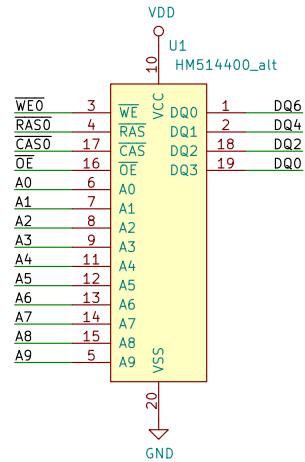 VDD
U1
HM514400_alt
10
VCC
WE0 3 WE DQ0 1 DQ6
RAS0 4 RAS DQ1 2 DQ4
CAS0 17 CAS DQ2 18 DQ2
OE 16 OE DQ3 19 DQ0
A0 6 A0
A1 7 A1
A2 8 A2
A3 9 A3
A4 11 A4
A5 12 A5
A6 13 A6
A7 14 A7
A8 15 A8
A9 5 A9
VSS
20
GND